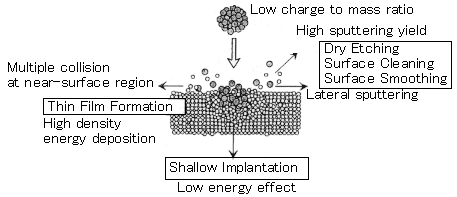 Low charge to mass ratio
High sputtering yield
Dry Etching
Surface Cleaning
Surface Smoothing
Lateral sputtering
Multiple collision
at near-surface region
Thin Film Formation
High density
energy deposition
Shallow Implantation
Low energy effect